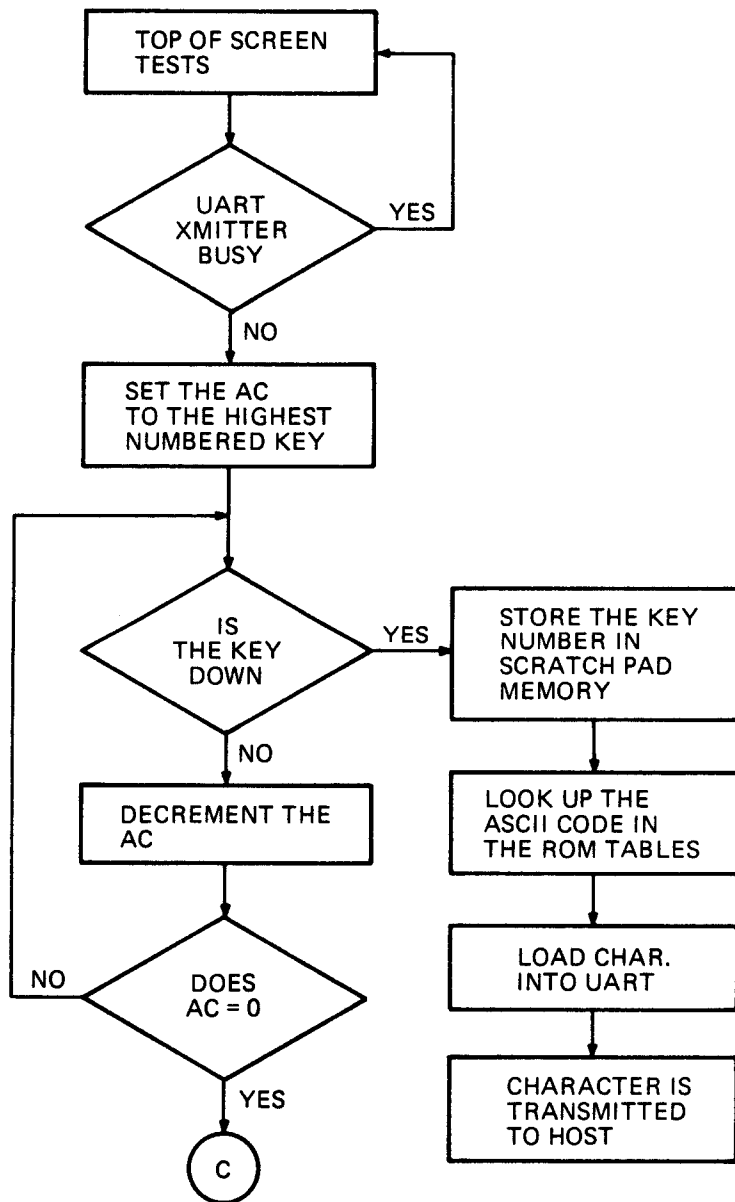 TOP OF SCREEN
TESTS
UART
XMITTER
BUSY
YES
NO
SET THE AC
TO THE HIGHEST
NUMBERED KEY
IS
THE KEY
DOWN
YES
STORE THE KEY
NUMBER IN
SCRATCH PAD
MEMORY
NO
DECREMENT THE
AC
LOOK UP THE
ASCII CODE IN
THE ROM TABLES
DOES
AC = 0
NO
YES
LOAD CHAR.
INTO UART
CHARACTER IS
TRANSMITTED
TO HOST
C